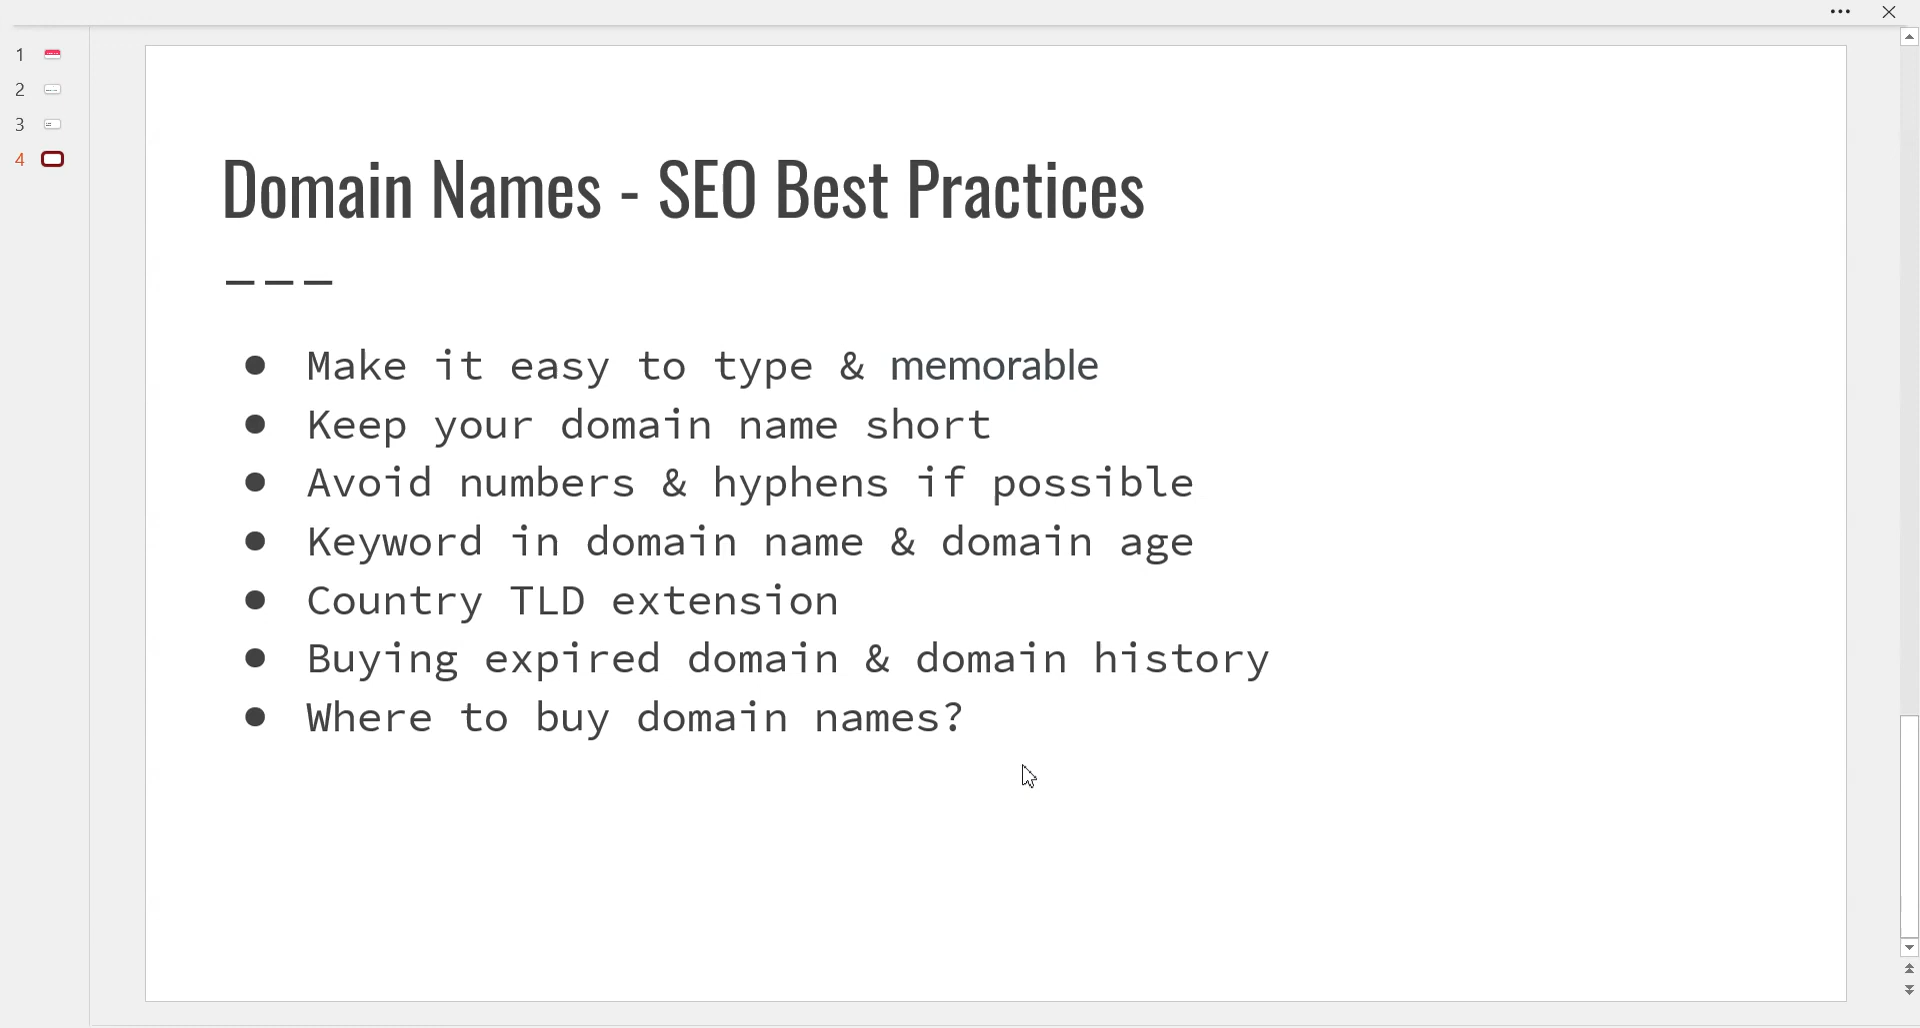 1
2
3
4
Domain Names - SEO Best Practices
● Make it easy to type & memorable
● Keep your domain name short
● Avoid numbers & hyphens if possible
● Keyword in domain name & domain age
● Country TLD extension
● Buying expired domain & domain history
● Where to buy domain names?